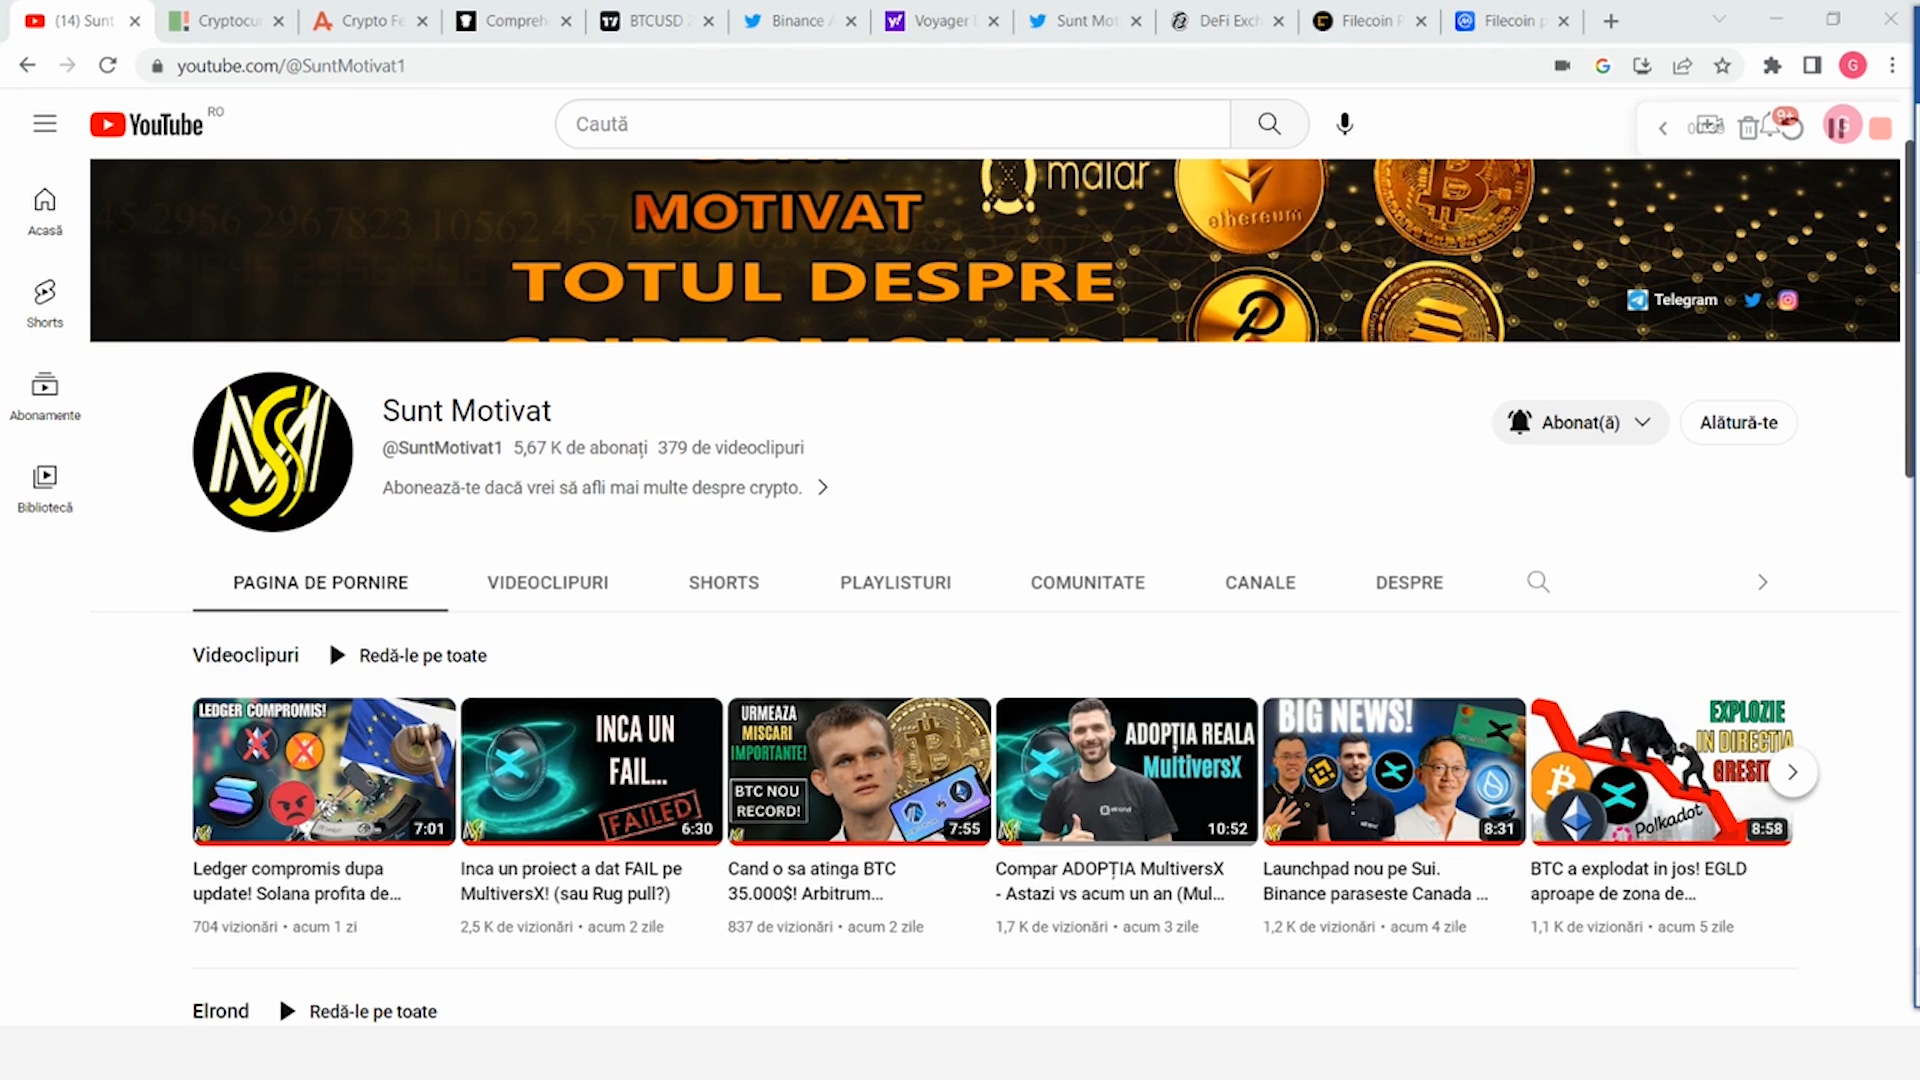 (14) Sunt
Cryptocur
Crypto Fe
Compreh
BTCUSD 2
Binance A
Voyager
Sunt Mot
DeFi Exch
Filecoin P
Filecoin p
youtube.com/@SuntMotivat1
G
YouTube RO
Caută
9+
Acasă
Shorts
Abonamente
Bibliotecă
MOTIVAT
TOTUL DESPRE
CRIPTOMONEDE
maiar
ethereum
Telegram
Sunt Motivat
@SuntMotivat1 5,67 K de abonați 379 de videoclipuri
Abonează-te dacă vrei să afli mai multe despre crypto.
Abonat(ă)
Alătură-te
PAGINA DE PORNIRE
VIDEOCLIPURI
SHORTS
PLAYLISTURI
COMUNITATE
CANALE
DESPRE
Videoclipuri
Redă-le pe toate
LEDGER COMPROMIS!
7:01
INCA UN
FAIL...
FAILED
6:30
URMEAZA
MISCARI
IMPORTANTE!
BTC NOU
RECORD!
7:55
ADOPȚIA REALA
MultiversX
elrond
10:52
BIG NEWS!
8:31
EXPLOZIE
IN DIRECTIA
GRESIT
Polkadot
8:58
Ledger compromis dupa
update! Solana profita de...
704 vizionări • acum 1 zi
Inca un proiect a dat FAIL pe
MultiversX! (sau Rug pull?)
2,5 K de vizionări • acum 2 zile
Cand o sa atinga BTC
35.000$! Arbitrum...
837 de vizionări • acum 2 zile
Compar ADOPȚIA MultiversX
- Astazi vs acum un an (Mul...
1,7 K de vizionări • acum 3 zile
Launchpad nou pe Sui.
Binance paraseste Canada ...
1,2 K de vizionări • acum 4 zile
BTC a explodat in jos! EGLD
aproape de zona de...
1,1 K de vizionări • acum 5 zile
Elrond
Redă-le pe toate